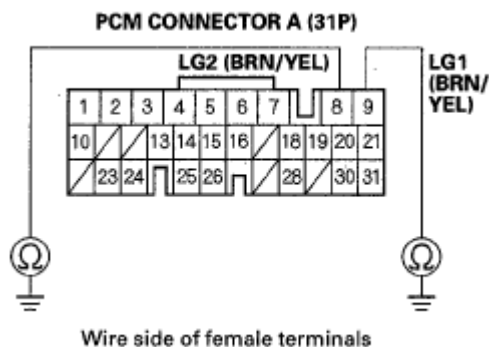 PCM CONNECTOR A (31P)
LG2 (BRN/YEL)
LG1
(BRN/
YEL)
1 2 3 4 5 6 7 8 9
10 13 14 15 16 18 19 20 21
23 24 25 26 28 30 31
Ω Ω
Wire side of female terminals